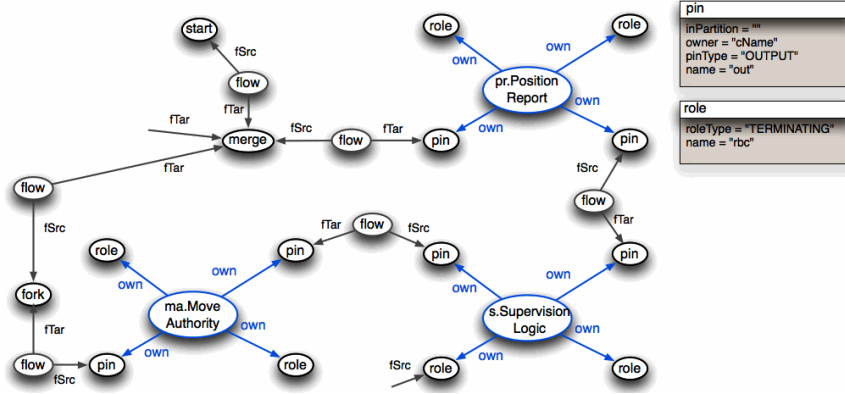 start
role
role
pin
inPartition = ""
owner = "cName"
pinType = "OUTPUT"
name = "out"
fSrc
own
own
flow
pr.Position
Report
fTar
own
role
fTar
own
roleType = "TERMINATING"
name = "rbc"
fSrc
fTar
merge
flow
pin
pin
fTar
fSrc
flow
flow
fSrc
fTar
flow
fTar
fSrc
role
pin
pin
pin
own
own
own
own
fork
ma.Move
Authority
s.Supervision
Logic
fTar
own
own
own
own
fSrc
flow
pin
role
role
role
fSrc